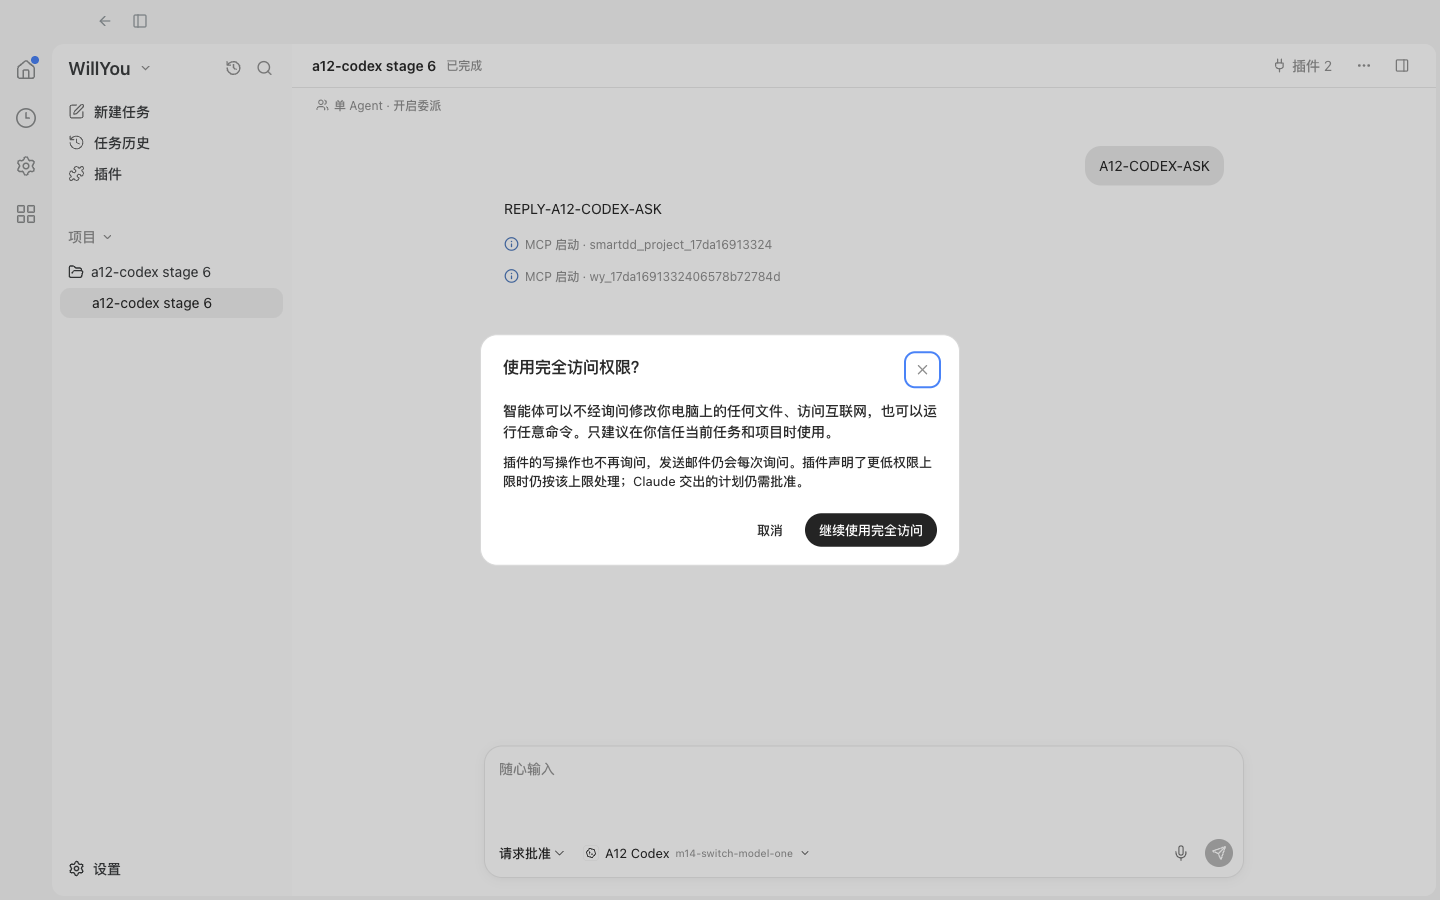 WillYou
新建任务
任务历史
插件
项目
a12-codex stage 6
a12-codex stage 6
设置
a12-codex stage 6 已完成
插件 2
单 Agent · 开启委派
A12-CODEX-ASK
REPLY-A12-CODEX-ASK
MCP 启动 · smartdd_project_17da16913324
MCP 启动 · wy_17da1691332406578b72784d
使用完全访问权限?
智能体可以不经询问修改你电脑上的任何文件、访问互联网，也可以运
行任意命令。只建议在你信任当前任务和项目时使用。
插件的写操作也不再询问，发送邮件仍会每次询问。插件声明了更低权限上
限时仍按该上限处理；Claude 交出的计划仍需批准。
取消
继续使用完全访问
随心输入
请求批准
A12 Codex m14-switch-model-one